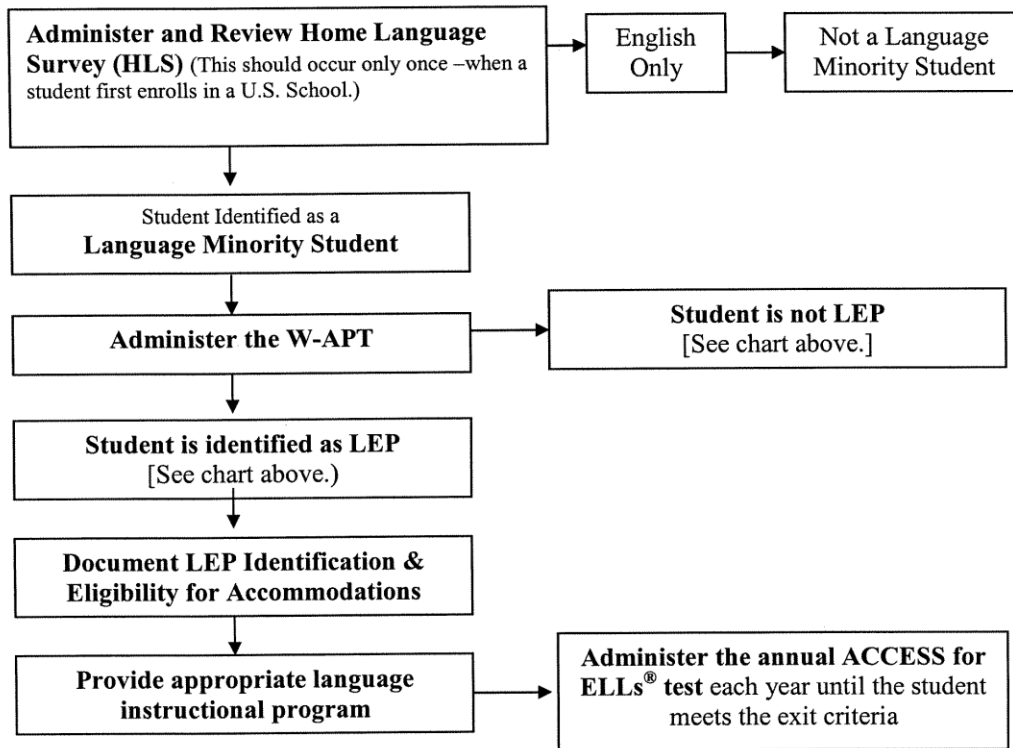 Administer and Review Home Language
Survey (HLS) (This should occur only once –when a
student first enrolls in a U.S. School.)
English
Only
Not a Language
Minority Student
Student Identified as a
Language Minority Student
Administer the W-APT
Student is not LEP
[See chart above.]
Student is identified as LEP
[See chart above.)
Document LEP Identification &
Eligibility for Accommodations
Provide appropriate language
instructional program
Administer the annual ACCESS for
ELLs® test each year until the student
meets the exit criteria